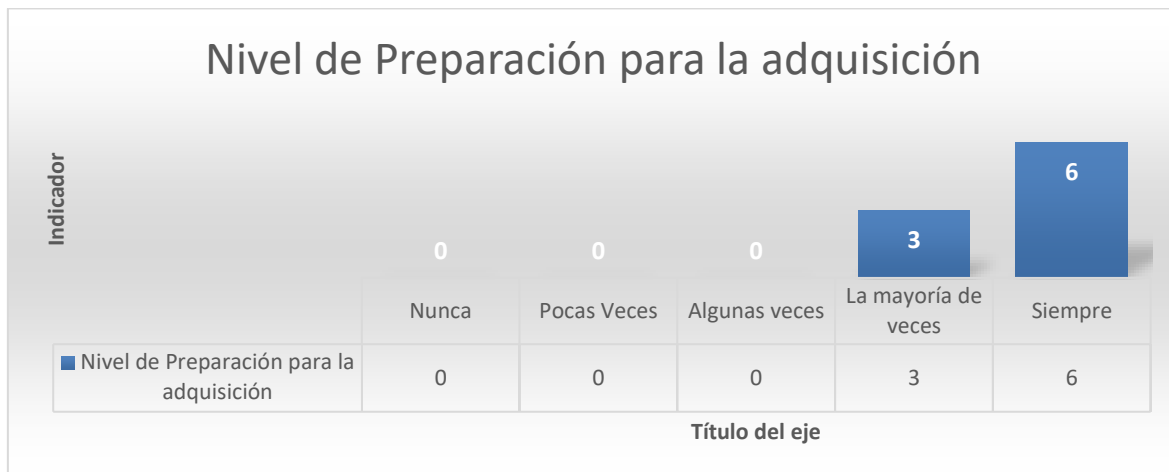 Nivel de Preparación para la adquisición
Indicador
0 0 0 3 6
Nunca Pocas Veces Algunas veces La mayoría de veces Siempre
Nivel de Preparación para la
adquisición
0 0 0 3 6
Título del eje